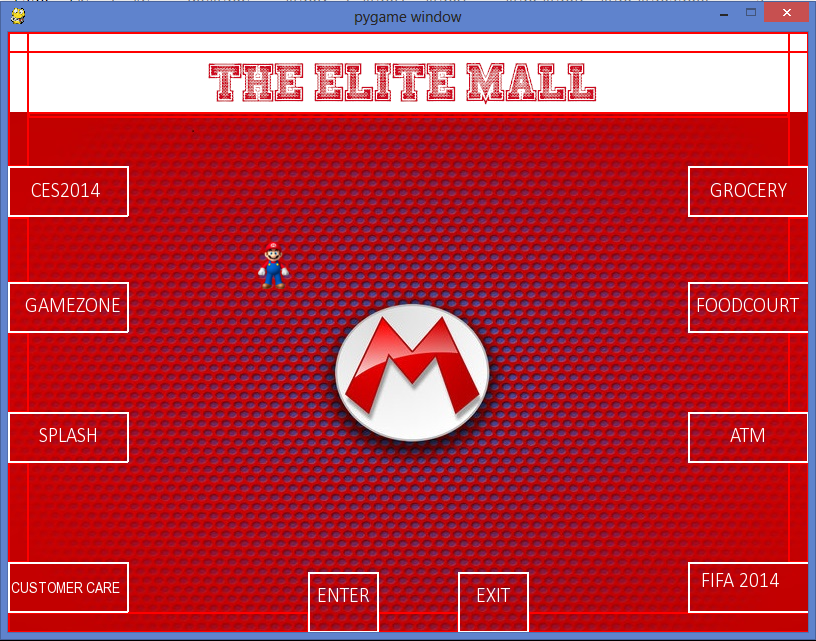 pygame window
THE ELITE MALL
CES2014
GROCERY
GAMEZONE
FOODCOURT
M
SPLASH
ATM
CUSTOMER CARE
ENTER
EXIT
FIFA 2014